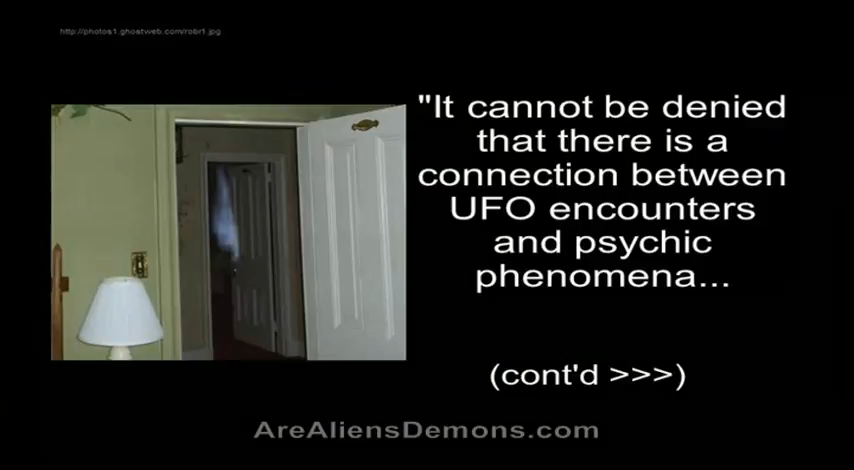 http://photos1.ghostweb.com/robr1.jpg
"It cannot be denied
that there is a
connection between
UFO encounters
and psychic
phenomena...
(cont'd >>>)
AreAliensDemons.com